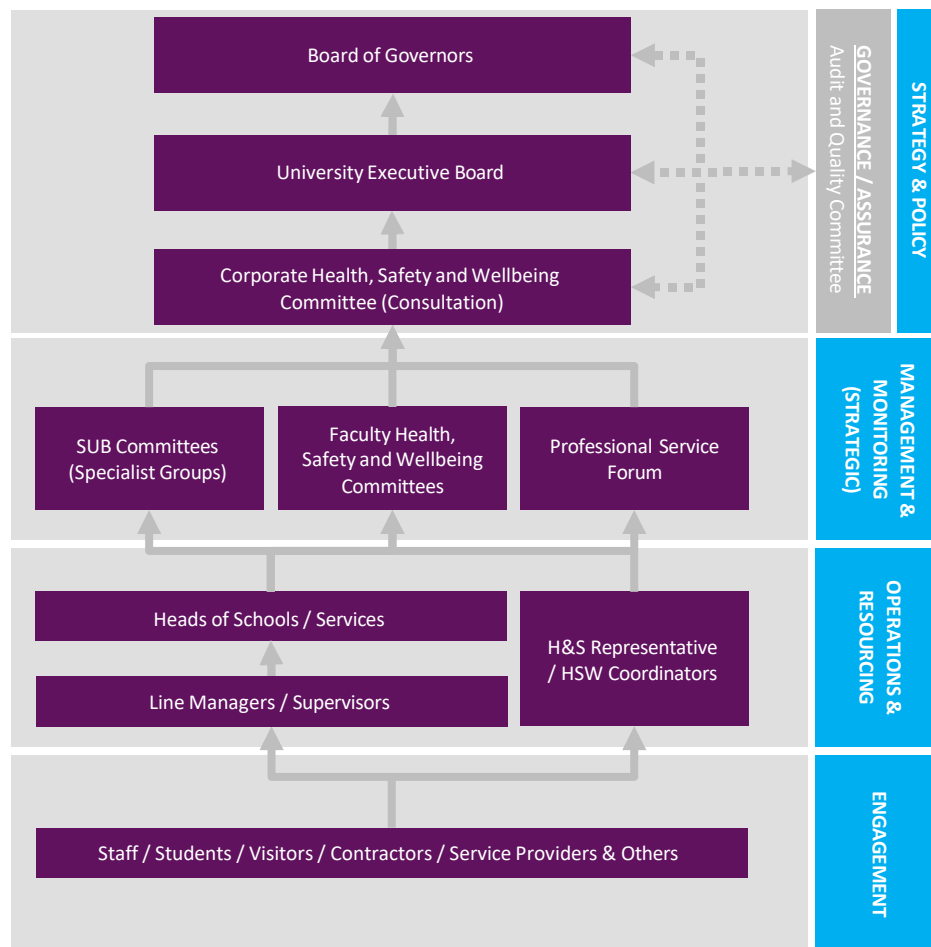 Board of Governors
University Executive Board
Corporate Health, Safety and Wellbeing
Committee (Consultation)
GOVERNANCE / ASSURANCE
Audit and Quality Committee
STRATEGY & POLICY
SUB Committees
(Specialist Groups)
Faculty Health,
Safety and Wellbeing
Committees
Professional Service
Forum
MANAGEMENT &
MONITORING
(STRATEGIC)
Heads of Schools / Services
Line Managers / Supervisors
H&S Representative
/ HSW Coordinators
OPERATIONS &
RESOURCING
Staff / Students / Visitors / Contractors / Service Providers & Others
ENGAGEMENT